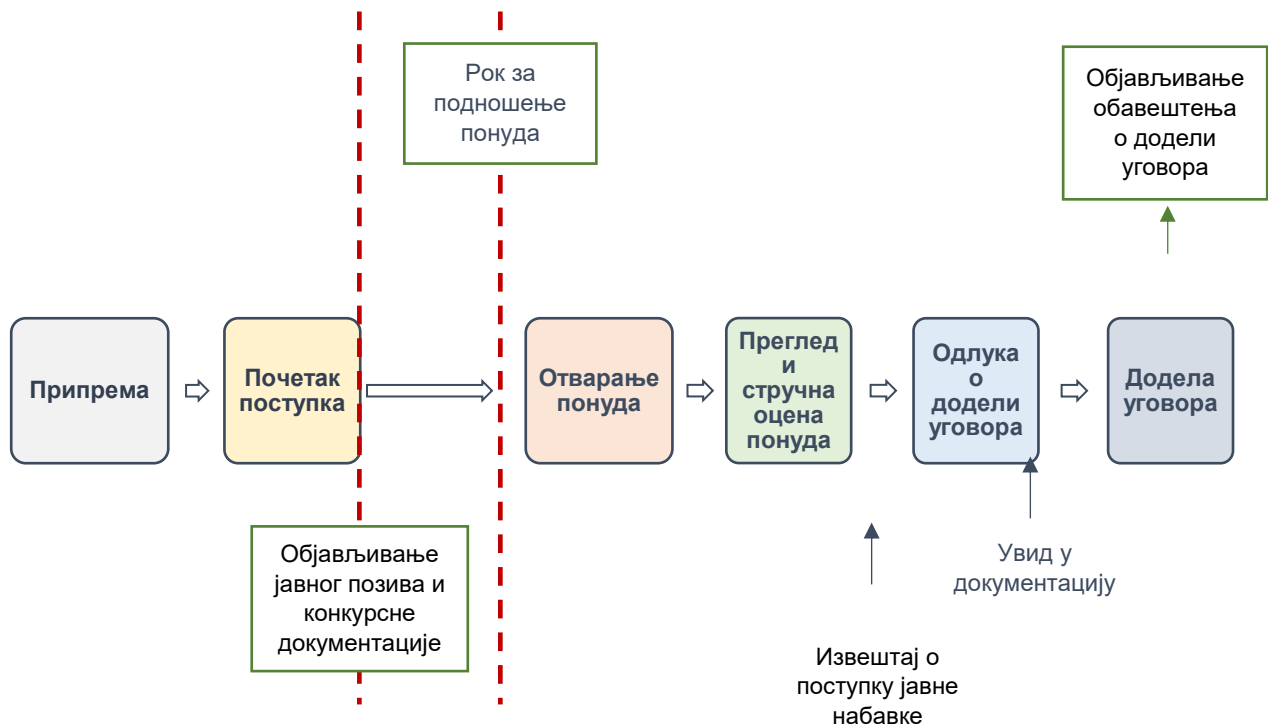 Рок за
подношење
понуда
Објављивање
обавештења
о додели
уговора
Припрема
Почетак
поступка
Отварање
понуда
Преглед
и
стручна
оцена
понуда
Одлука
о
додели
уговора
Додела
уговора
Објављивање
јавног позива и
конкурсне
документације
Увид у
документацију
Извештај о
поступку јавне
набавке